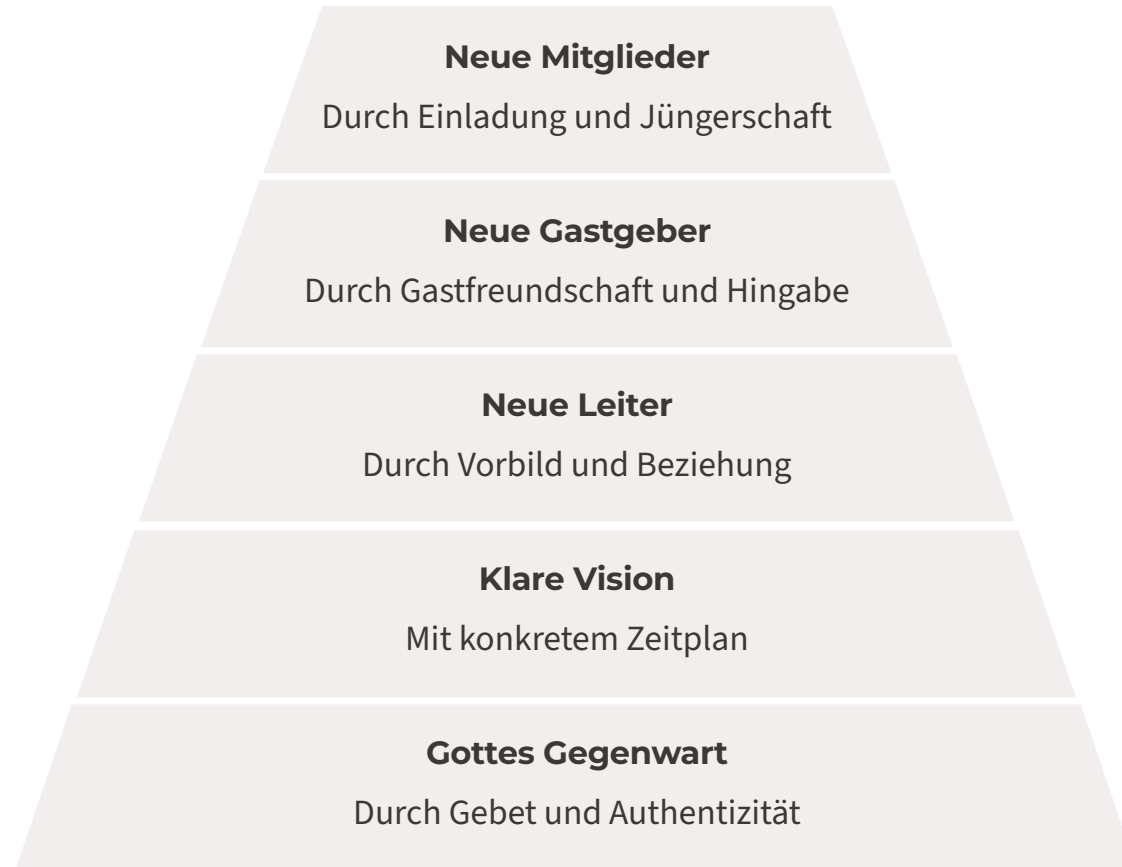 Neue Mitglieder
Durch Einladung und Jüngerschaft
Neue Gastgeber
Durch Gastfreundschaft und Hingabe
Neue Leiter
Durch Vorbild und Beziehung
Klare Vision
Mit konkretem Zeitplan
Gottes Gegenwart
Durch Gebet und Authentizität